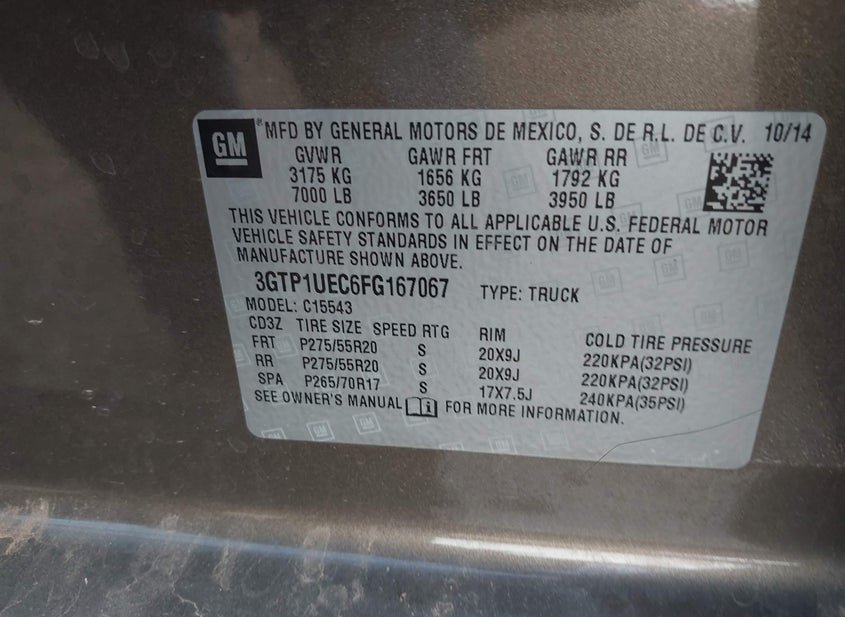 GM ® MFD BY GENERAL MOTORS DE MEXICO, S. DE R.L. DE C.V. 10/14
GVWR GAWR FRT GAWR RR
3175 KG 1656 KG 1792 KG
7000 LB 3650 LB 3950 LB
THIS VEHICLE CONFORMS TO ALL APPLICABLE U.S. FEDERAL MOTOR
VEHICLE SAFETY STANDARDS IN EFFECT ON THE DATE OF
MANUFACTURE SHOWN ABOVE.
3GTP1UEC6FG167067 TYPE: TRUCK
MODEL: C15543
CD3Z TIRE SIZE SPEED RTG RIM COLD TIRE PRESSURE
FRT P275/55R20 S 20X9J 220KPA(32PSI)
RR P275/55R20 S 20X9J 220KPA(32PSI)
SPA P265/70R17 S 17X7.5J 240KPA(35PSI)
SEE OWNER'S MANUAL FOR MORE INFORMATION.